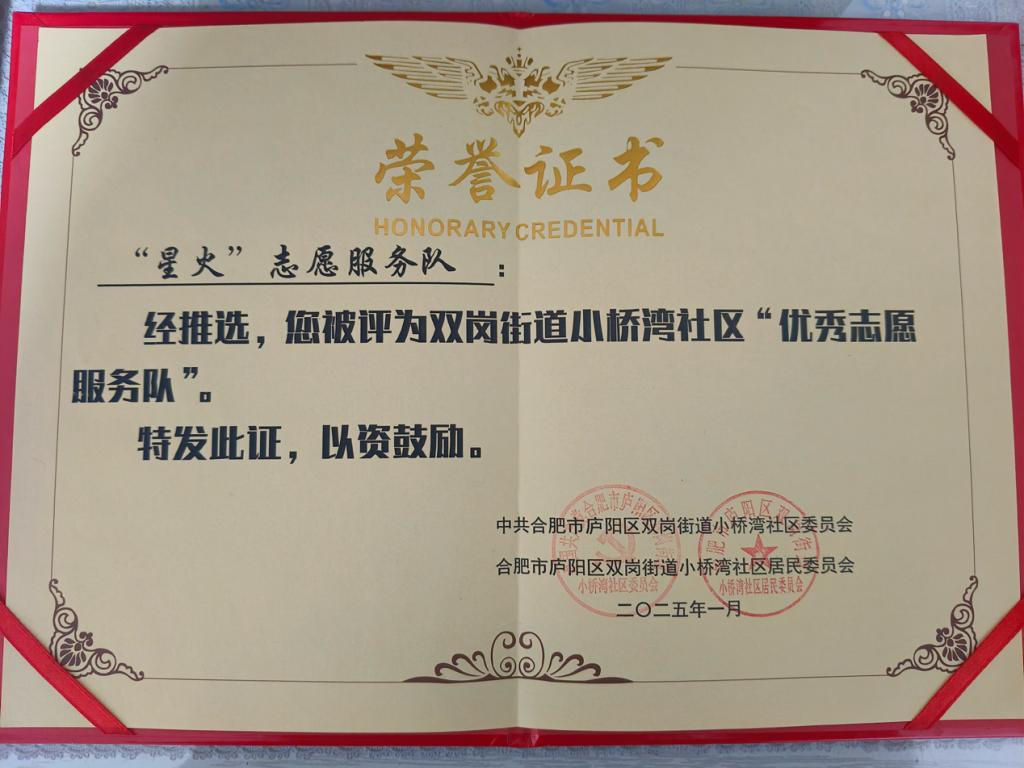 荣誉证书
HONORARY CREDENTIAL
“星火”志愿服务队：
经推选，您被评为双岗街道小桥湾社区“优秀志愿
服务队”。
特发此证，以资鼓励。
中共合肥市庐阳区双岗街道小桥湾社区委员会
合肥市庐阳区双岗街道小桥湾社区居民委员会
二〇二五年一月
小桥湾社区委员会
小桥湾社区居民委员会